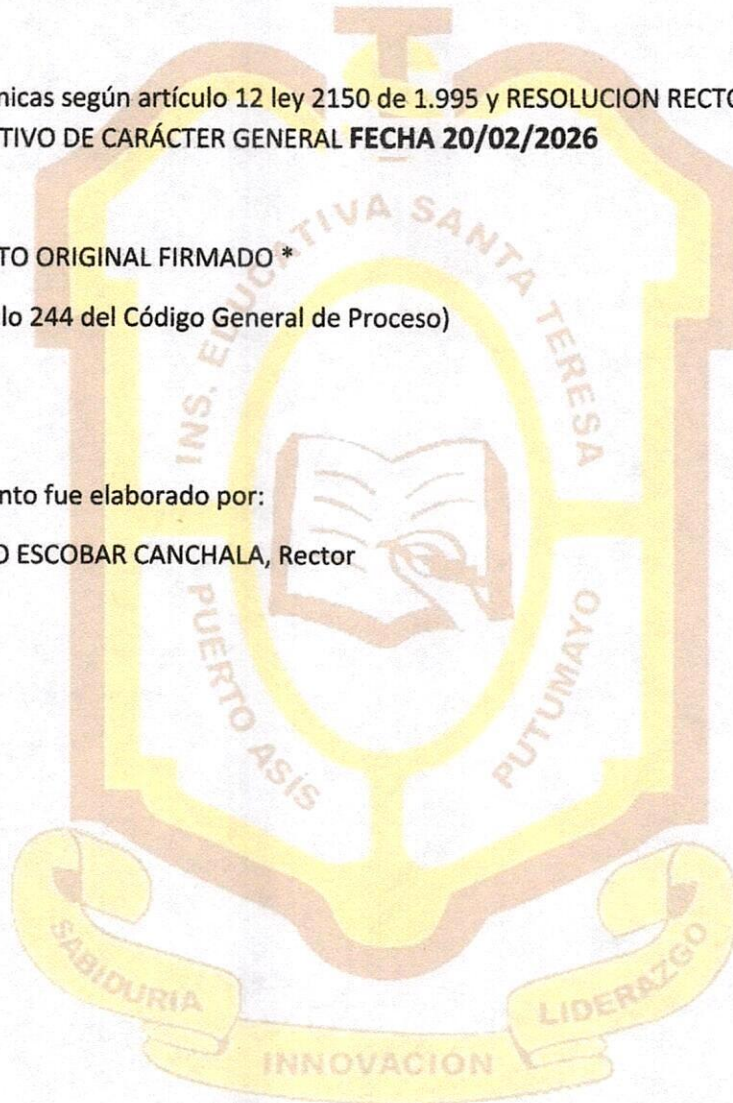 nicas según artículo 12 ley 2150 de 1.995 y RESOLUCION RECTO
TIVO DE CARÁCTER GENERAL FECHA 20/02/2026
TO ORIGINAL FIRMADO *
lo 244 del Código General de Proceso)
nto fue elaborado por:
O ESCOBAR CANCHALA, Rector
INS. EDUCATIVA SANTA TERESA
PUERTO ASÍS
PUTUMAYO
SABIDURIA
INNOVACION
LIDERAZGO